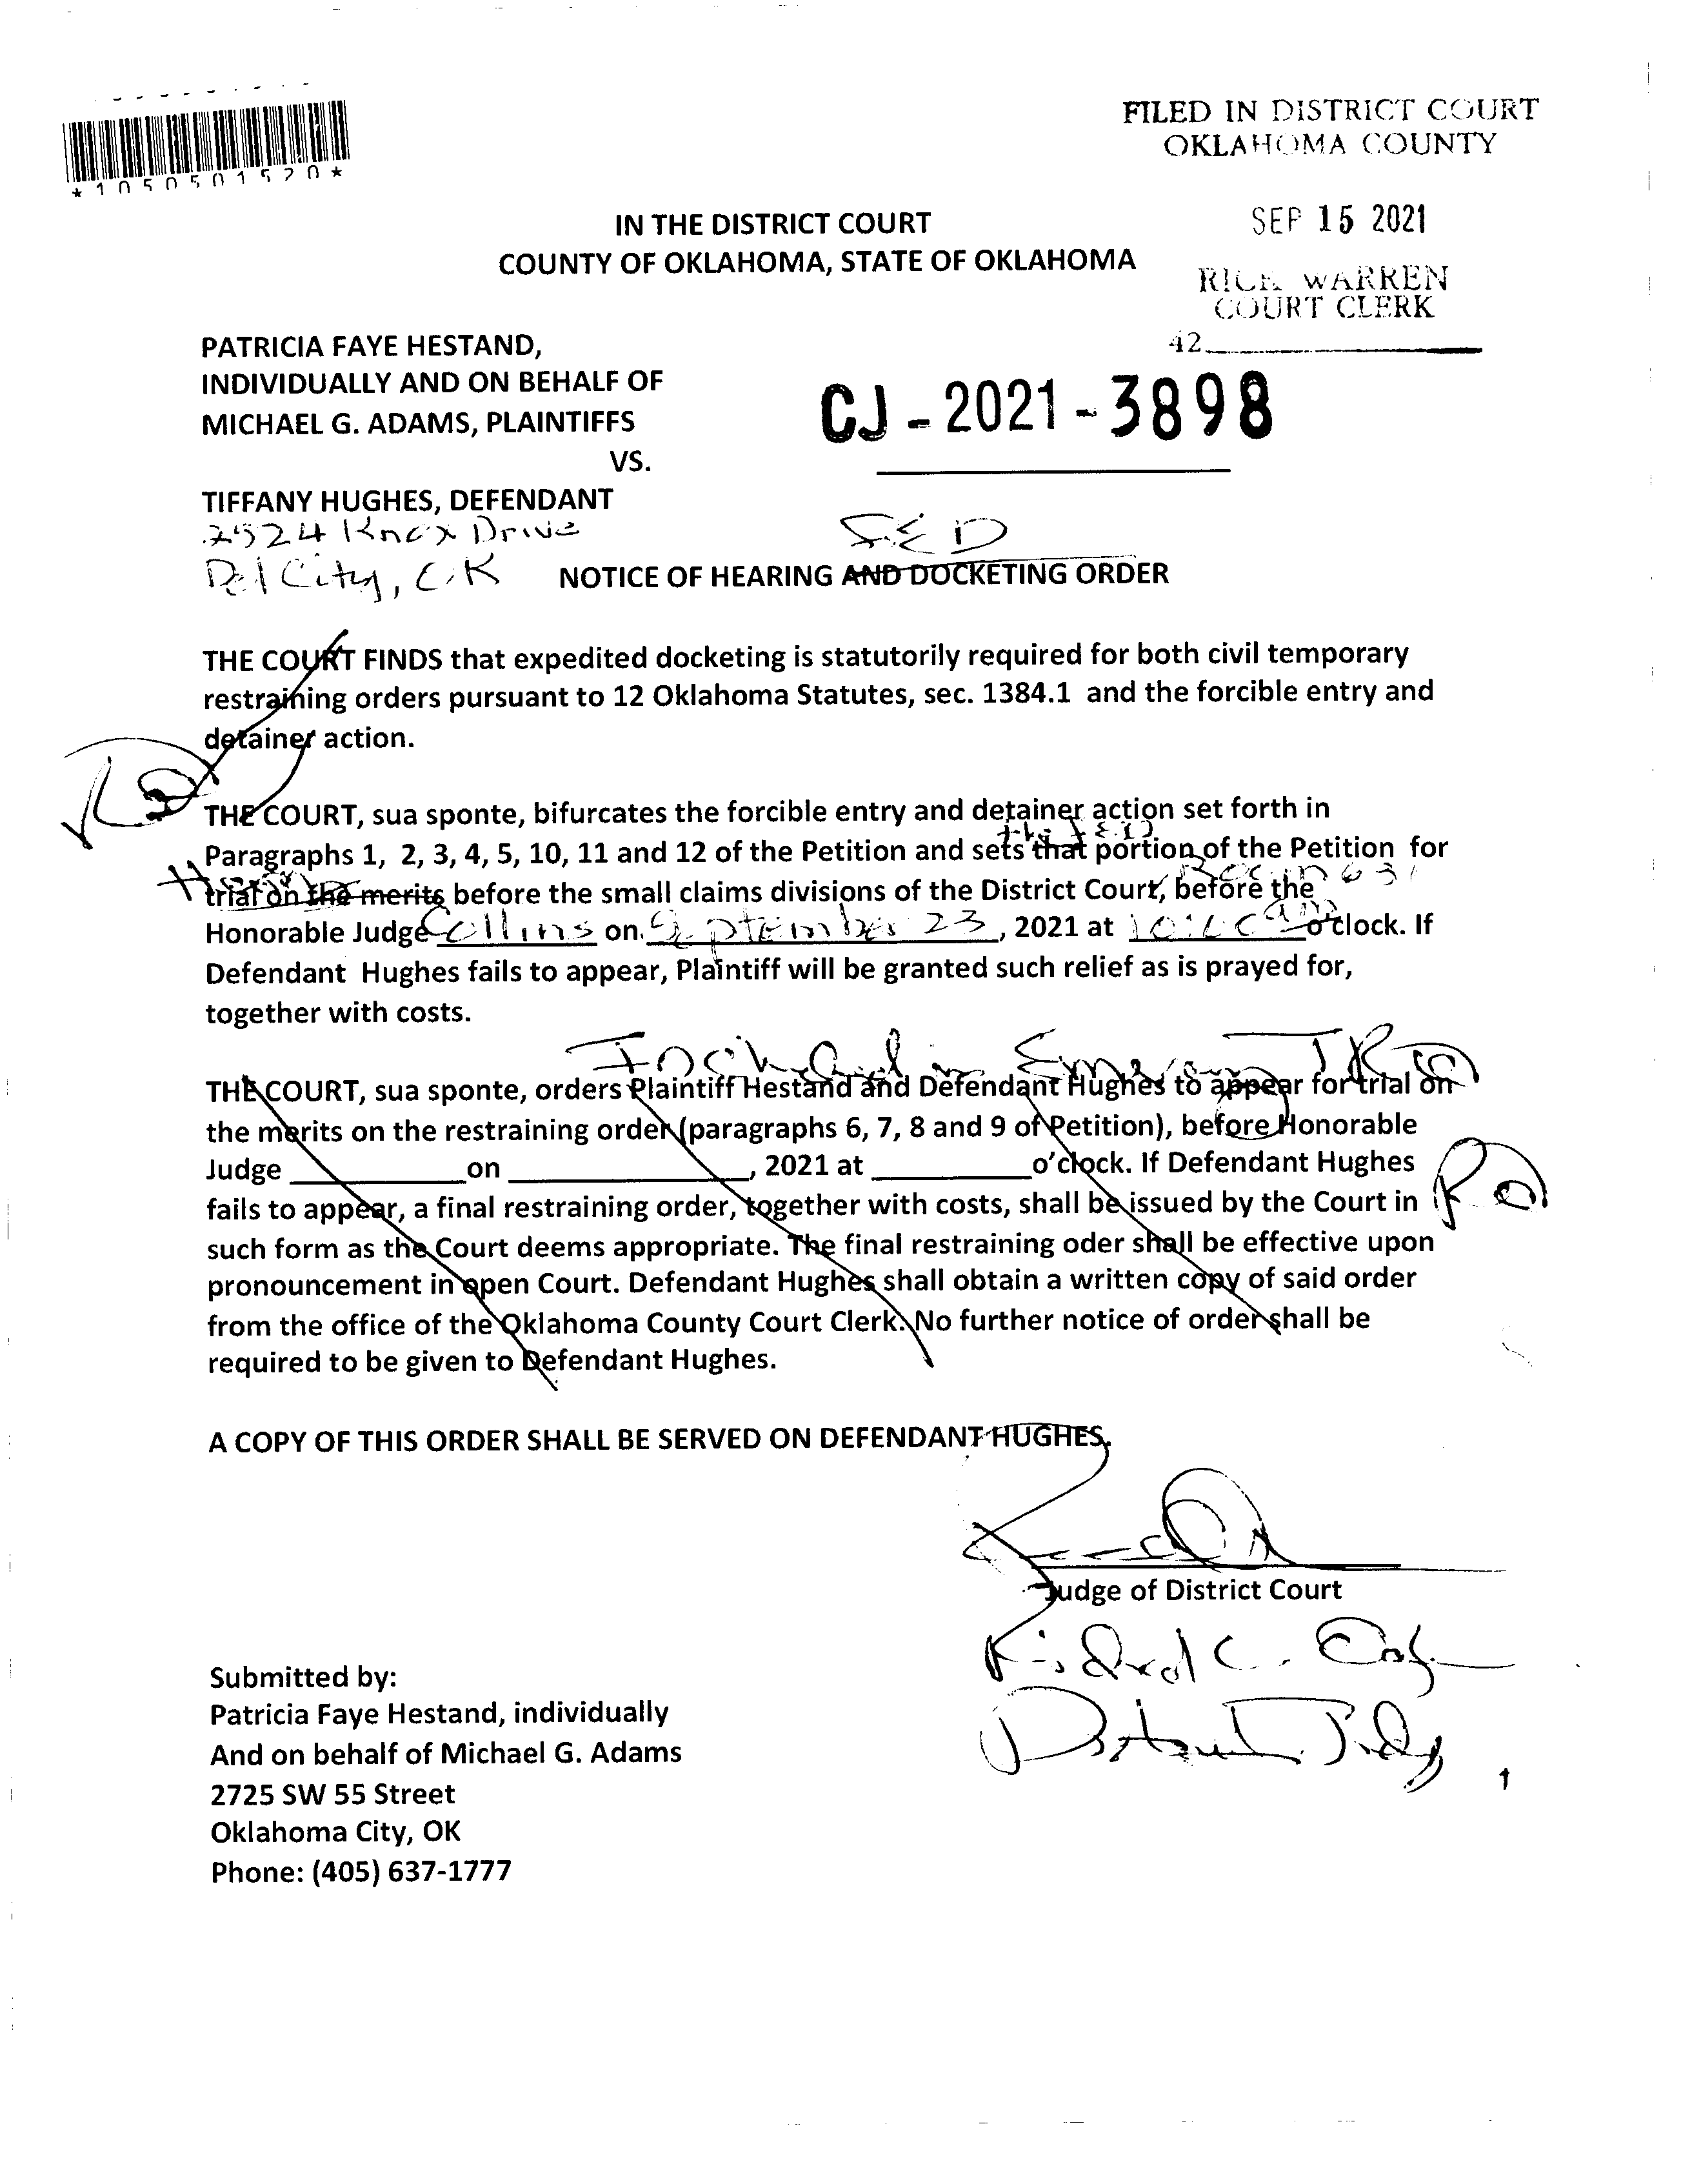 *1050501520*
FILED IN DISTRICT COURT
OKLAHOMA COUNTY
SEP 15 2021
RICK WARREN
COURT CLERK
42
IN THE DISTRICT COURT
COUNTY OF OKLAHOMA, STATE OF OKLAHOMA
PATRICIA FAYE HESTAND,
INDIVIDUALLY AND ON BEHALF OF
MICHAEL G. ADAMS, PLAINTIFFS
VS.
CJ-2021-3898
TIFFANY HUGHES, DEFENDANT
Knox Drive
Del City, OK
NOTICE OF HEARING AND DOCKETING ORDER
THE COURT FINDS that expedited docketing is statutorily required for both civil temporary
restraining orders pursuant to 12 Oklahoma Statutes, sec. 1384.1 and the forcible entry and
detainer action.
THE COURT, sua sponte, bifurcates the forcible entry and detainer action set forth in
the
Paragraphs 1, 2, 3, 4, 5, 10, 11 and 12 of the Petition and sets that portion of the Petition for
Room 631
trial on the merits before the small claims divisions of the District Court, before the
Honorable Judge Collins on September 23, 2021 at 10:00 am o'clock. If
Defendant Hughes fails to appear, Plaintiff will be granted such relief as is prayed for,
together with costs.
THE COURT, sua sponte, orders Plaintiff Hestand and Defendant Hughes to appear for trial on
the merits on the restraining order (paragraphs 6, 7, 8 and 9 of Petition), before Honorable
Judge on , 2021 at o'clock. If Defendant Hughes
fails to appear, a final restraining order, together with costs, shall be issued by the Court in
such form as the Court deems appropriate. The final restraining oder shall be effective upon
pronouncement in open Court. Defendant Hughes shall obtain a written copy of said order
from the office of the Oklahoma County Court Clerk. No further notice of order shall be
required to be given to Defendant Hughes.
A COPY OF THIS ORDER SHALL BE SERVED ON DEFENDANT HUGHES.
Judge of District Court
District Judge
Submitted by:
Patricia Faye Hestand, individually
And on behalf of Michael G. Adams
2725 SW 55 Street
Oklahoma City, OK
Phone: (405) 637-1777
1